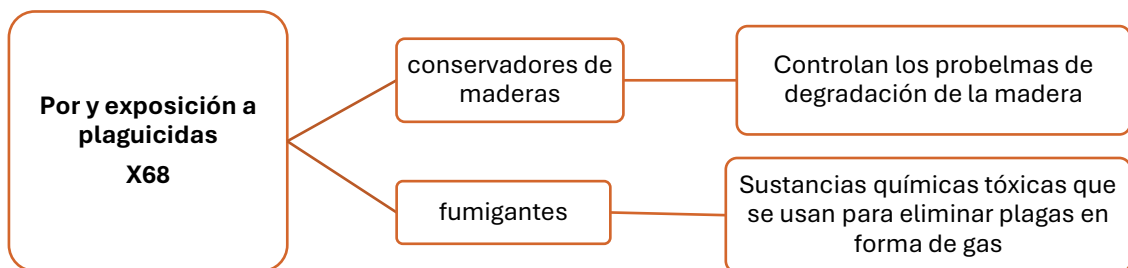 Por y exposición a
plaguicidas
X68
conservadores de
maderas
Controlan los probelmas de
degradación de la madera
fumigantes
Sustancias químicas tóxicas que
se usan para eliminar plagas en
forma de gas